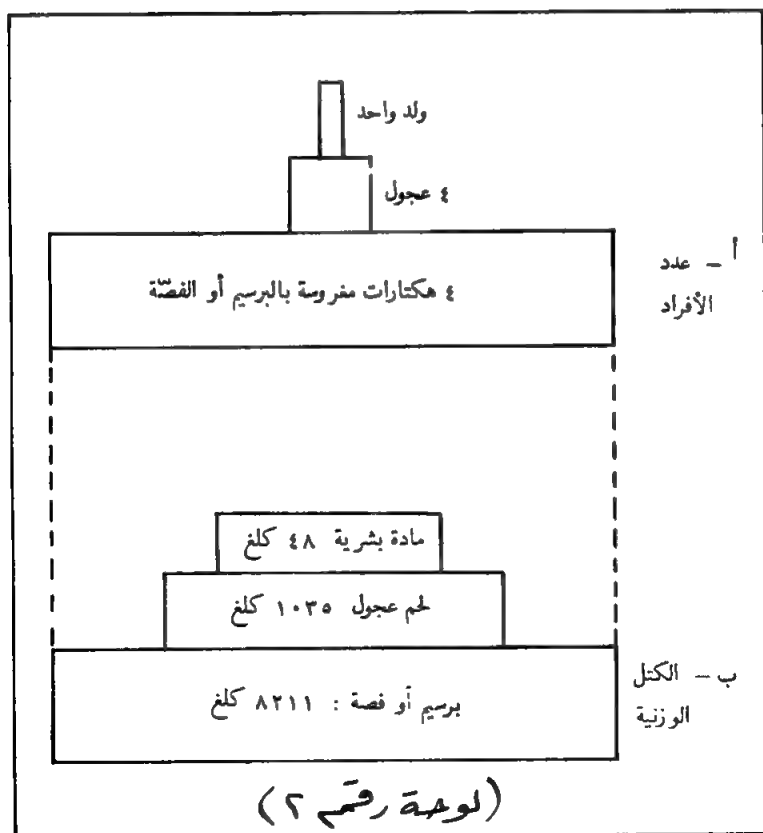 ولد واحد
٤ عجول
أ – عدد
الأفراد
٤ هكتارات مغروسة بالبرسيم أو الفصّة
مادة بشرية ٤٨ كلغ
لحم عجول ١٠٣٥ كلغ
ب – الكتل
الوزنية
برسيم أو فصة : ٨٢١١ كلغ
(لوحة رقم ٢)